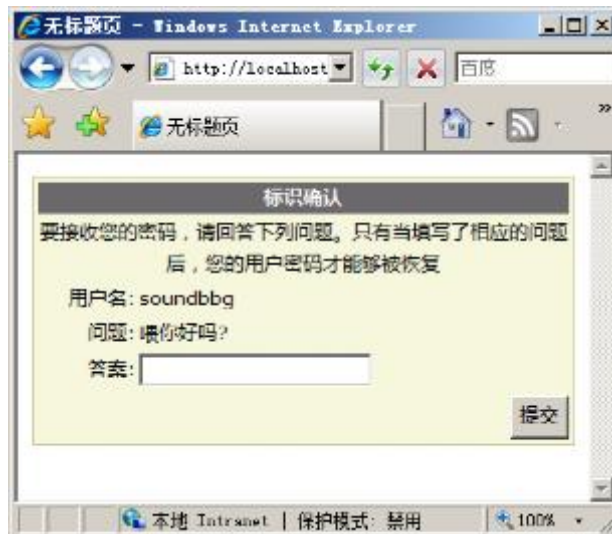 无标题页 - Windows Internet Explorer
http://localhost
百度
无标题页
»
标识确认
要接收您的密码，请回答下列问题。只有当填写了相应的问题
后，您的用户密码才能够被恢复
用户名: soundbbg
问题: 喂你好吗?
答案:
提交
本地 Intranet | 保护模式: 禁用
100%